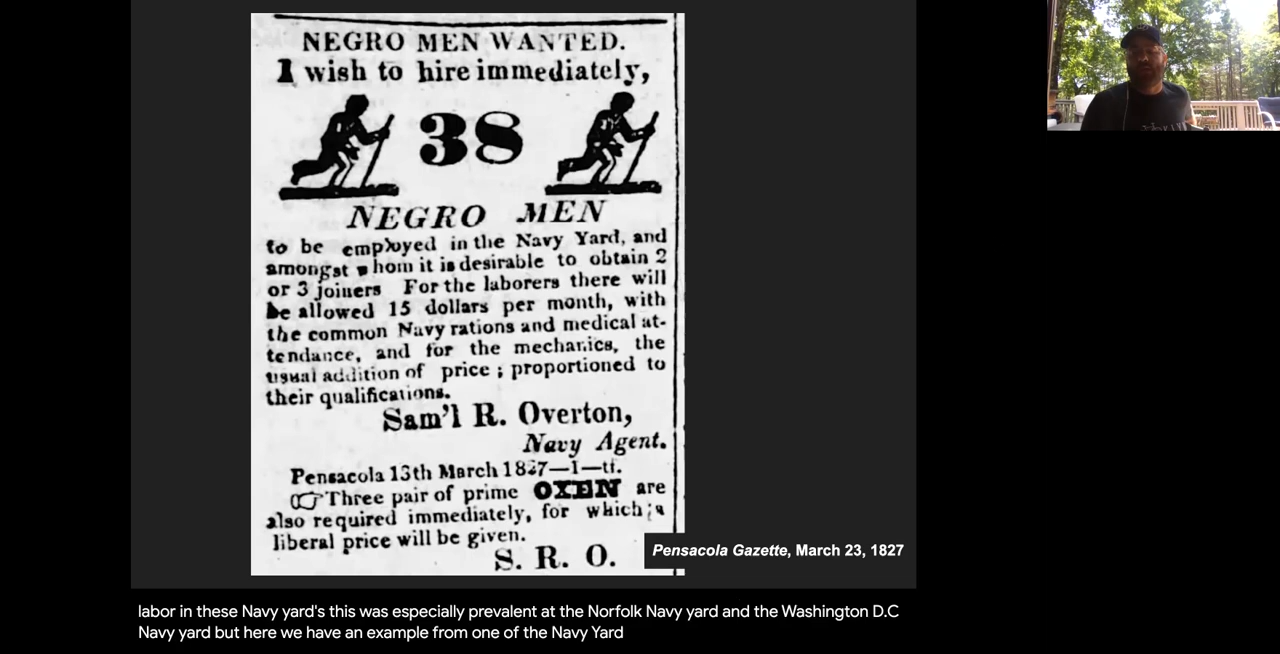 NEGRO MEN WANTED.
I wish to hire immediately,
38
NEGRO MEN
to be employed in the Navy Yard, and
amongst whom it is desirable to obtain 2
or 3 joiners For the laborers there will
be allowed 15 dollars per month, with
the common Navy rations and medical at-
tendance, and for the mechanics, the
usual addition of price; proportioned to
their qualifications.
Sam'l R. Overton,
Navy Agent.
Pensacola 13th March 1827—1—tf.
☞Three pair of prime OXEN are
also required immediately, for which a
liberal price will be given.
S. R. O.
Pensacola Gazette, March 23, 1827
labor in these Navy yard's this was especially prevalent at the Norfolk Navy yard and the Washington D.C
Navy yard but here we have an example from one of the Navy Yard